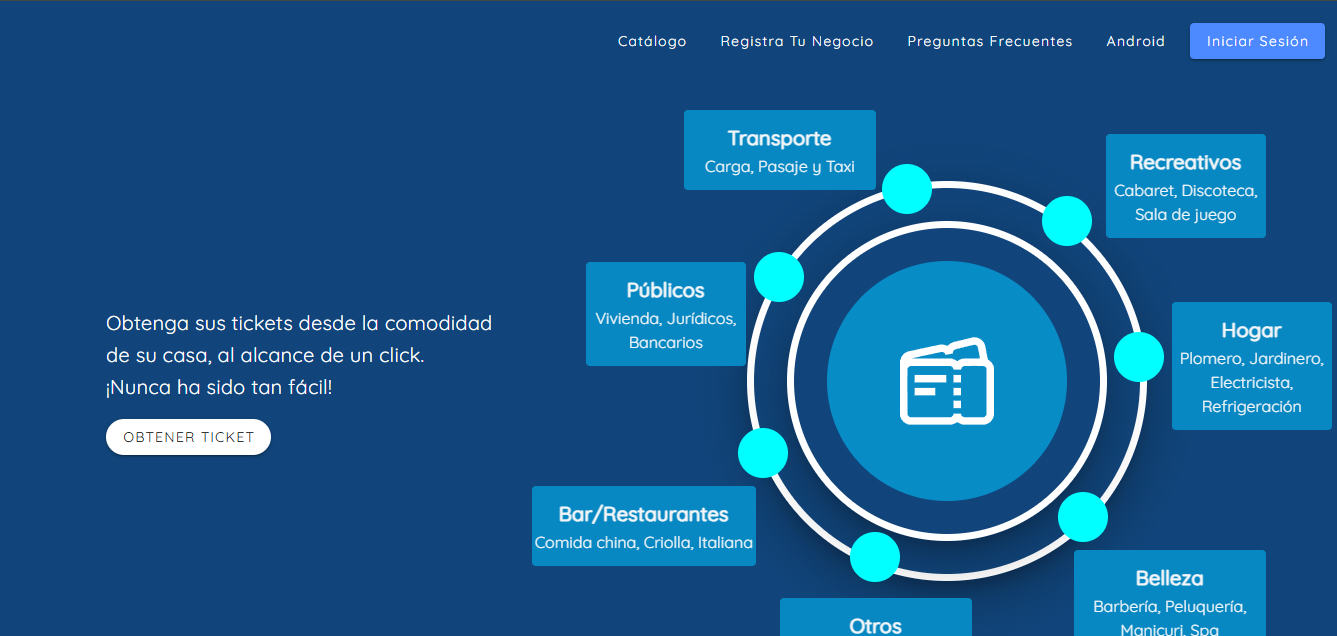 Catálogo
Registra Tu Negocio
Preguntas Frecuentes
Android
Iniciar Sesión
Transporte
Carga, Pasaje y Taxi
Recreativos
Cabaret, Discoteca,
Sala de juego
Públicos
Vivienda, Jurídicos,
Bancarios
Hogar
Plomero, Jardinero,
Electricista,
Refrigeración
Obtenga sus tickets desde la comodidad
de su casa, al alcance de un click.
¡Nunca ha sido tan fácil!
OBTENER TICKET
Bar/Restaurantes
Comida china, Criolla, Italiana
Belleza
Barbería, Peluquería,
Manicuri, Spa
Otros